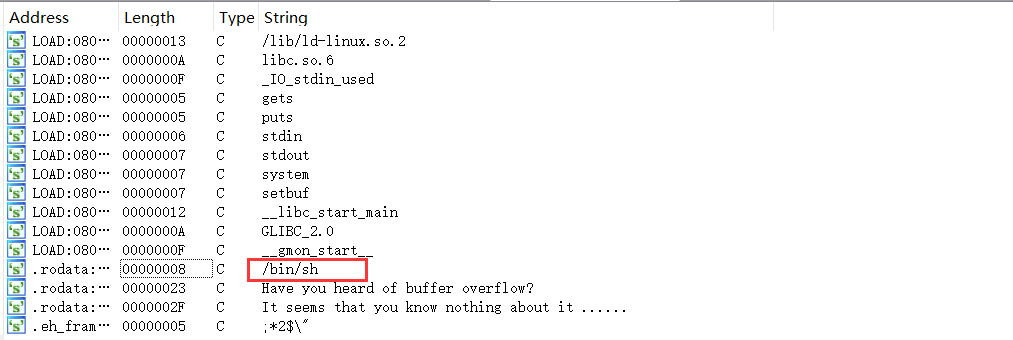 Address Length Type String
LOAD:080… 00000013 C /lib/ld-linux.so.2
LOAD:080… 0000000A C libc.so.6
LOAD:080… 0000000F C _IO_stdin_used
LOAD:080… 00000005 C gets
LOAD:080… 00000005 C puts
LOAD:080… 00000006 C stdin
LOAD:080… 00000007 C stdout
LOAD:080… 00000007 C system
LOAD:080… 00000007 C setbuf
LOAD:080… 00000012 C __libc_start_main
LOAD:080… 0000000A C GLIBC_2.0
LOAD:080… 0000000F C __gmon_start__
.rodata:… 00000008 C /bin/sh
.rodata:… 00000023 C Have you heard of buffer overflow?
.rodata:… 0000002F C It seems that you know nothing about it ......
.eh_fram… 00000005 C ;*2$\"